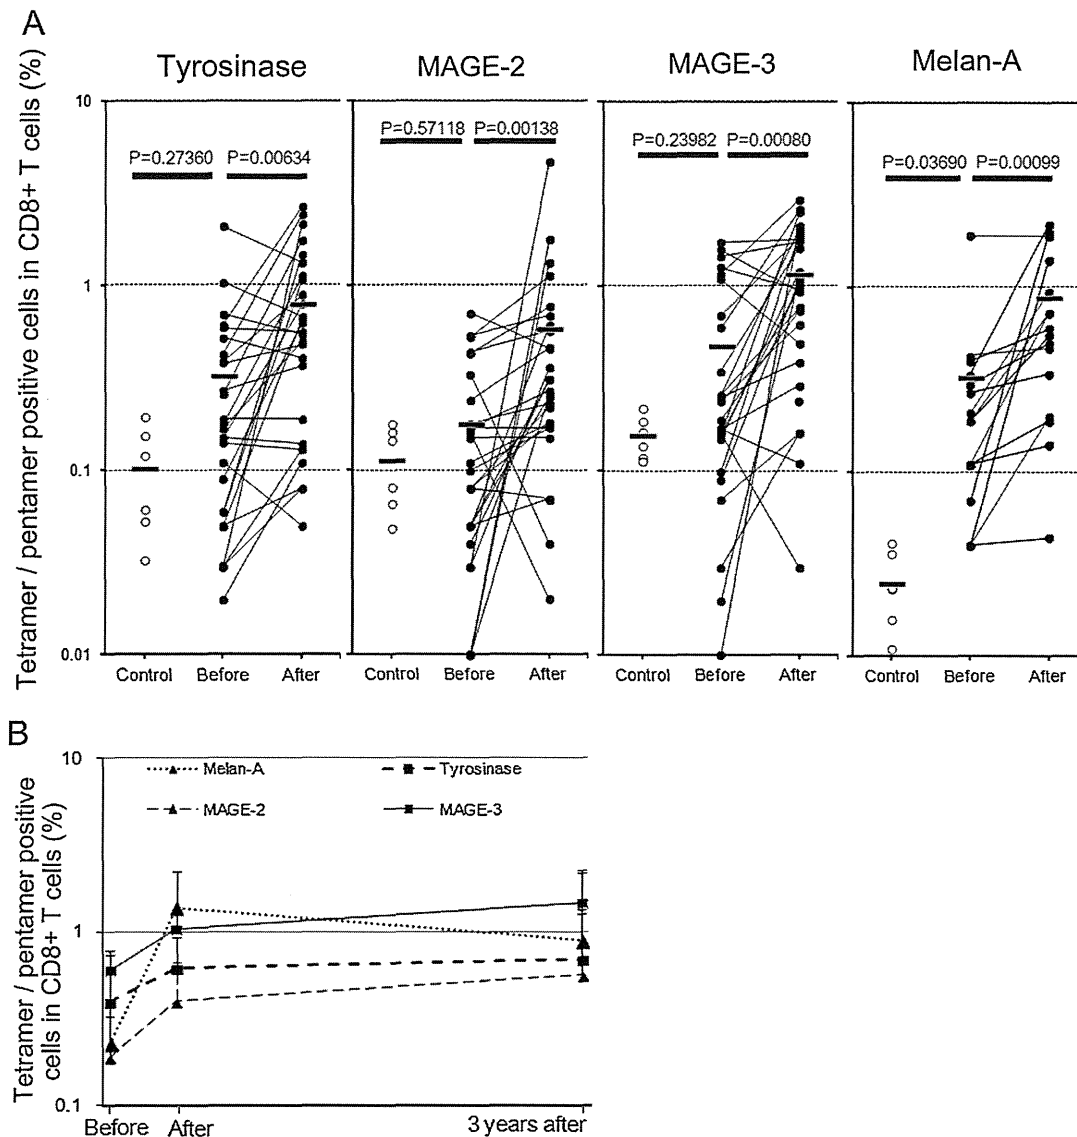 A
Tetramer / pentamer positive cells in CD8+ T cells (%)
Tyrosinase
MAGE-2
MAGE-3
Melan-A
10
1
0.1
0.01
P=0.27360 P=0.00634
P=0.57118 P=0.00138
P=0.23982 P=0.00080
P=0.03690 P=0.00099
Control Before After
Control Before After
Control Before After
Control Before After
B
Tetramer / pentamer positive
cells in CD8+ T cells (%)
10
1
0.1
Melan-A
Tyrosinase
MAGE-2
MAGE-3
Before After 3 years after